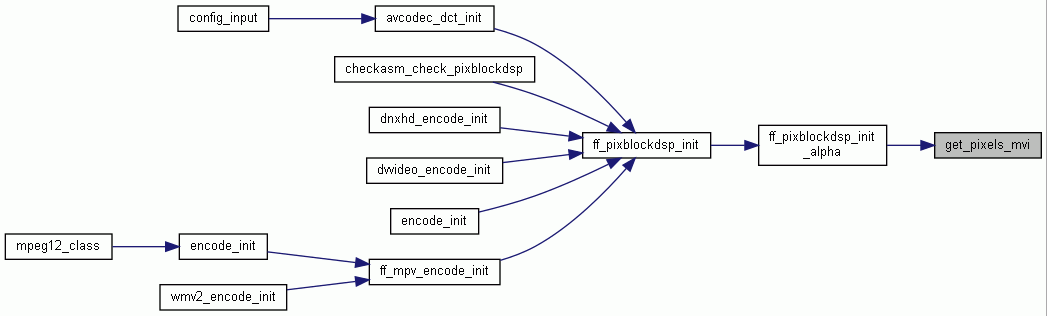 config_input
avcodec_dct_init
checkasm_check_pixblockdsp
dnxhd_encode_init
ff_pixblockdsp_init
ff_pixblockdsp_init
_alpha
get_pixels_mvi
dvvideo_encode_init
encode_init
mpeg12_class
encode_init
ff_mpv_encode_init
wmv2_encode_init